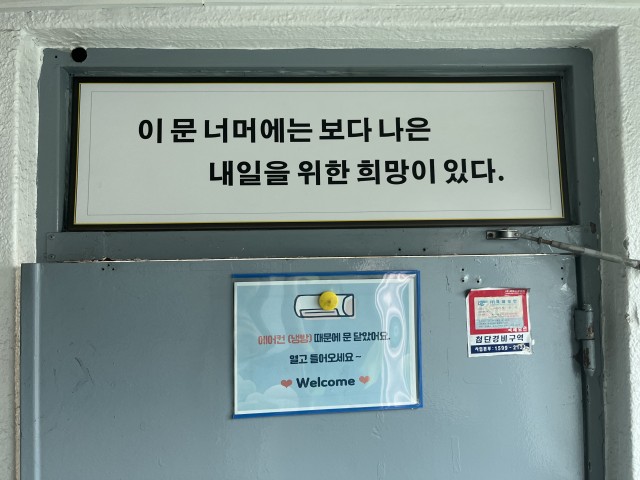 이 문 너머에는 보다 나은
내일을 위한 희망이 있다.
에어컨 (냉방) 때문에 문 닫았어요.
열고 들어오세요~
Welcome
첨단경비구역